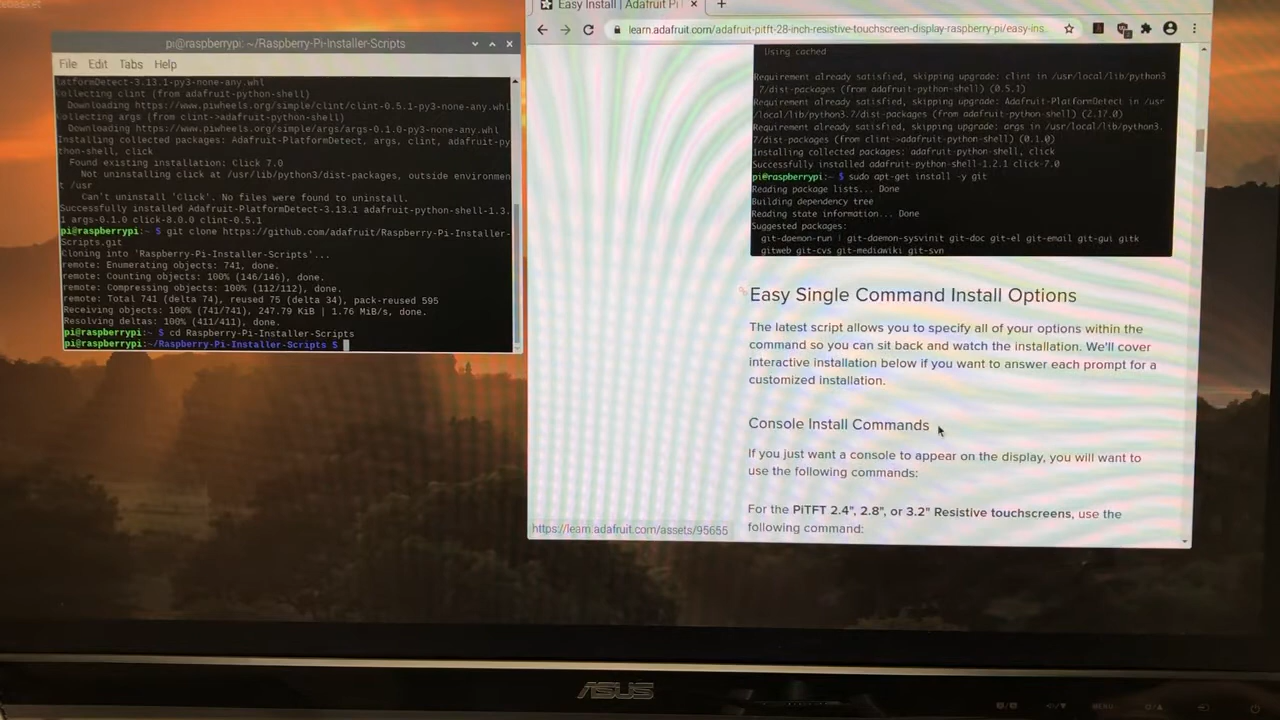 pi@raspberrypi: ~/Raspberry-Pi-Installer-Scripts
File Edit Tabs Help
latformDetect-3.13.1-py3-none-any.whl
Collecting clint (from adafruit-python-shell)
Downloading https://www.piwheels.org/simple/clint/clint-0.5.1-py3-none-any.whl
Collecting args (from clint->adafruit-python-shell)
Downloading https://www.piwheels.org/simple/args/args-0.1.0-py3-none-any.whl
Installing collected packages: Adafruit-PlatformDetect, args, clint, adafruit-py
thon-shell, click
Found existing installation: Click 7.0
Not uninstalling click at /usr/lib/python3/dist-packages, outside environmen
t /usr
Can't uninstall 'Click'. No files were found to uninstall.
Successfully installed Adafruit-PlatformDetect-3.13.1 adafruit-python-shell-1.3.
1 args-0.1.0 click-8.0.0 clint-0.5.1
pi@raspberrypi:~ $ git clone https://github.com/adafruit/Raspberry-Pi-Installer-
Scripts.git
Cloning into 'Raspberry-Pi-Installer-Scripts'...
remote: Enumerating objects: 741, done.
remote: Counting objects: 100% (146/146), done.
remote: Compressing objects: 100% (112/112), done.
remote: Total 741 (delta 74), reused 75 (delta 34), pack-reused 595
Receiving objects: 100% (741/741), 247.79 KiB | 1.76 MiB/s, done.
Resolving deltas: 100% (411/411), done.
pi@raspberrypi:~ $ cd Raspberry-Pi-Installer-Scripts
pi@raspberrypi:~/Raspberry-Pi-Installer-Scripts $
Easy Install | Adafruit Pi
learn.adafruit.com/adafruit-pitft-28-inch-resistive-touchscreen-display-raspberry-pi/easy-ins...
Using cached
Requirement already satisfied, skipping upgrade: clint in /usr/local/lib/python3
.7/dist-packages (from adafruit-python-shell) (0.5.1)
Requirement already satisfied, skipping upgrade: Adafruit-PlatformDetect in /usr
/local/lib/python3.7/dist-packages (from adafruit-python-shell) (2.17.0)
Requirement already satisfied, skipping upgrade: args in /usr/local/lib/python3.
7/dist-packages (from clint->adafruit-python-shell) (0.1.0)
Installing collected packages: adafruit-python-shell, click
Successfully installed adafruit-python-shell-1.2.1 click-7.0
pi@raspberrypi:~ $ sudo apt-get install -y git
Reading package lists... Done
Building dependency tree
Reading state information... Done
Suggested packages:
git-daemon-run | git-daemon-sysvinit git-doc git-el git-email git-gui gitk
gitweb git-cvs git-mediawiki git-svn
Easy Single Command Install Options
The latest script allows you to specify all of your options within the
command so you can sit back and watch the installation. We'll cover
interactive installation below if you want to answer each prompt for a
customized installation.
Console Install Commands
If you just want a console to appear on the display, you will want to
use the following commands:
For the PiTFT 2.4", 2.8", or 3.2" Resistive touchscreens, use the
following command:
https://learn.adafruit.com/assets/95655
ASUS
MENU